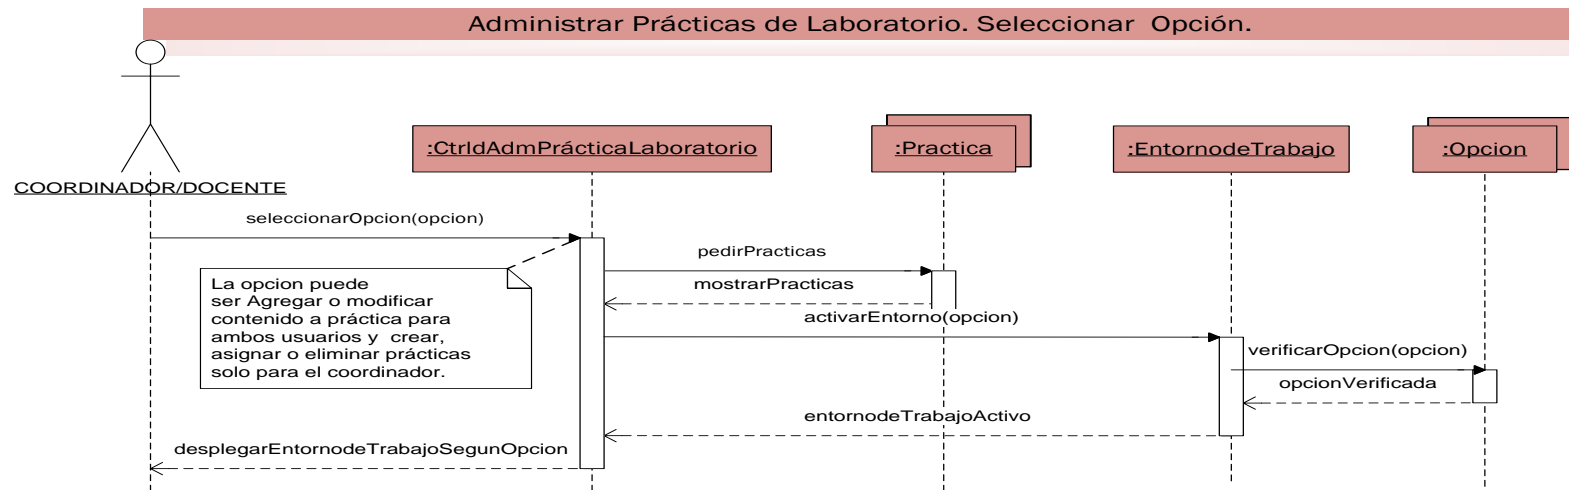 Administrar Prácticas de Laboratorio. Seleccionar Opción.
:CtrldAdmPrácticaLaboratorio
:Practica
:EntornodeTrabajo
:Opcion
COORDINADOR/DOCENTE
seleccionarOpcion(opcion)
pedirPracticas
La opcion puede
ser Agregar o modificar
contenido a práctica para
ambos usuarios y crear,
asignar o eliminar prácticas
solo para el coordinador.
mostrarPracticas
activarEntorno(opcion)
verificarOpcion(opcion)
opcionVerificada
entornodeTrabajoActivo
desplegarEntornodeTrabajoSegunOpcion